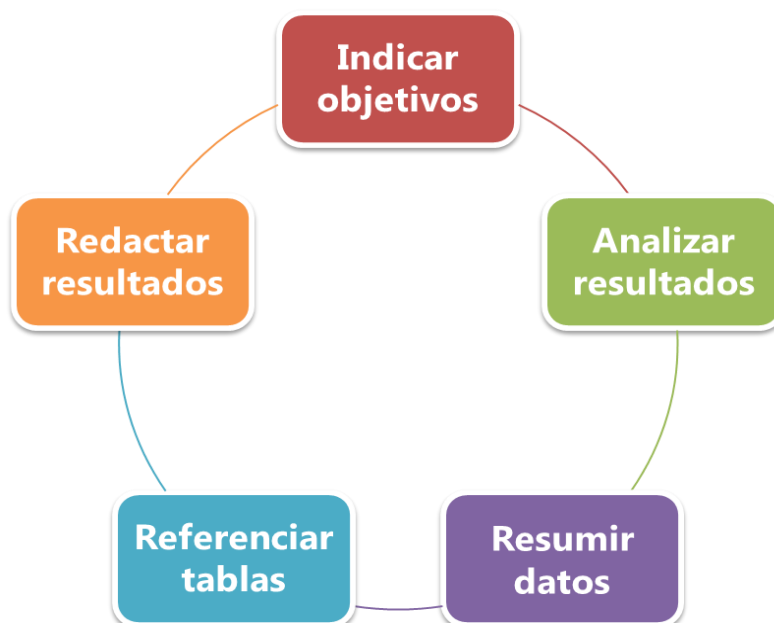 Indicar
objetivos
Analizar
resultados
Resumir
datos
Referenciar
tablas
Redactar
resultados